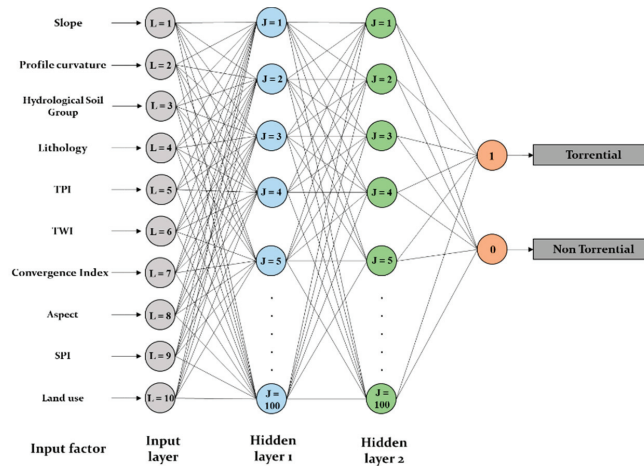 Slope
L = 1
J = 1
J = 1
Profile curvature
L = 2
J = 2
J = 2
Hydrological Soil
Group
L = 3
J = 3
J = 3
1
Torrential
Lithology
L = 4
TPI
L = 5
J = 4
J = 4
TWI
L = 6
0
Non Torrential
Convergence Index
L = 7
J = 5
J = 5
Aspect
L = 8
SPI
L = 9
Land use
L = 10
J =
100
J =
100
Input factor
Input
layer
Hidden
layer 1
Hidden
layer 2